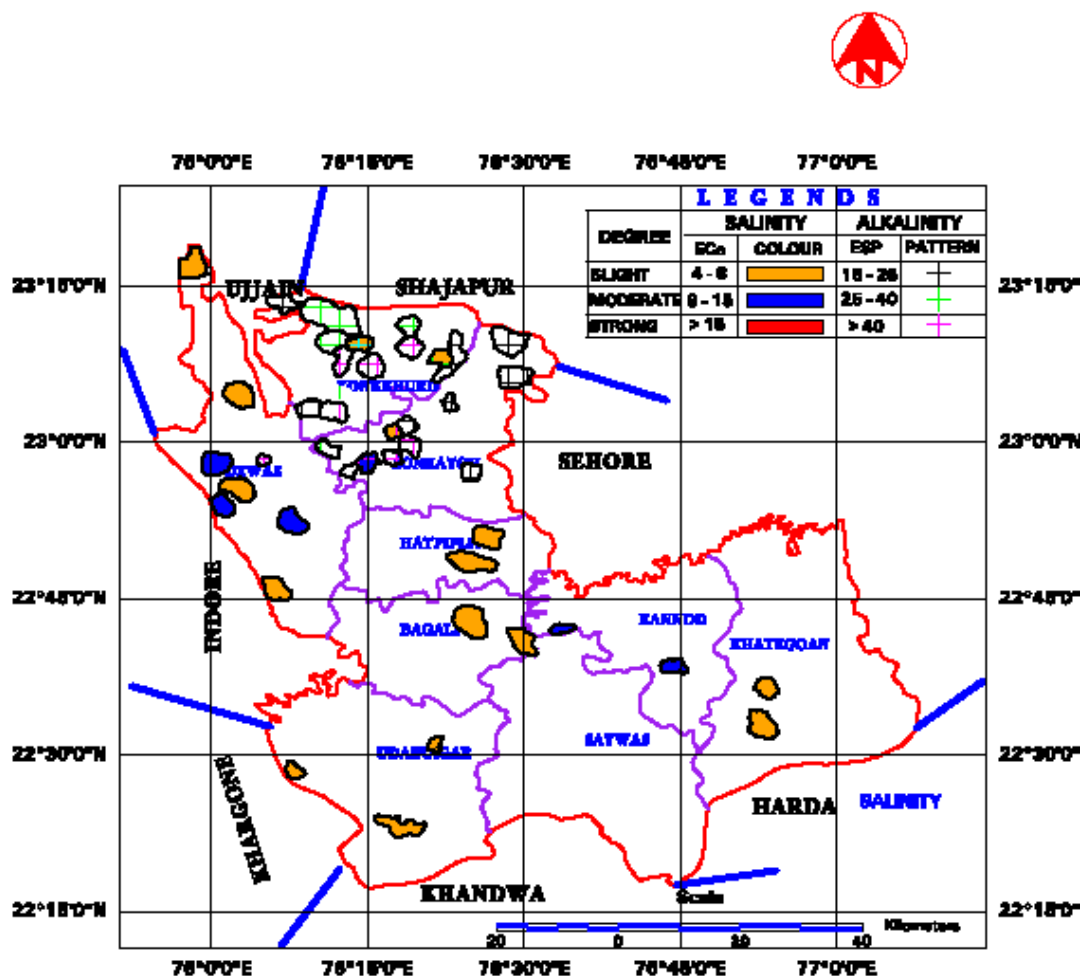 N
76°0'0"E 76°15'0"E 76°30'0"E 76°45'0"E 77°0'0"E
LEGENDS
DEGREE SALINITY ALKALINITY
ECe COLOUR ESP PATTERN
SLIGHT 4 - 8 15 - 25
MODERATE 8 - 15 25 - 40
STRONG > 15 > 40
23°15'0"N 23°15'0"N
UJJAIN SHAJAPUR
TONKKHURD
23°0'0"N 23°0'0"N
SEHORE
DEWAS SONKATCH
HATPIPLIA
INDORE
22°45'0"N 22°45'0"N
BAGALI KANNOD
KHATEGOAN
SATWAS
22°30'0"N 22°30'0"N
UDAINAGAR
KHARGONE
HARDA SALINITY
KHANDWA Scale
22°15'0"N 22°15'0"N
Kilometers
20 0 20 40
76°0'0"E 76°15'0"E 76°30'0"E 76°45'0"E 77°0'0"E